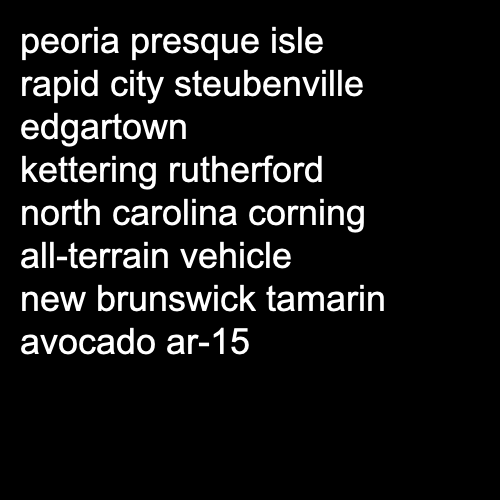 peoria presque isle
rapid city steubenville
edgartown
kettering rutherford
north carolina corning
all-terrain vehicle
new brunswick tamarin
avocado ar-15